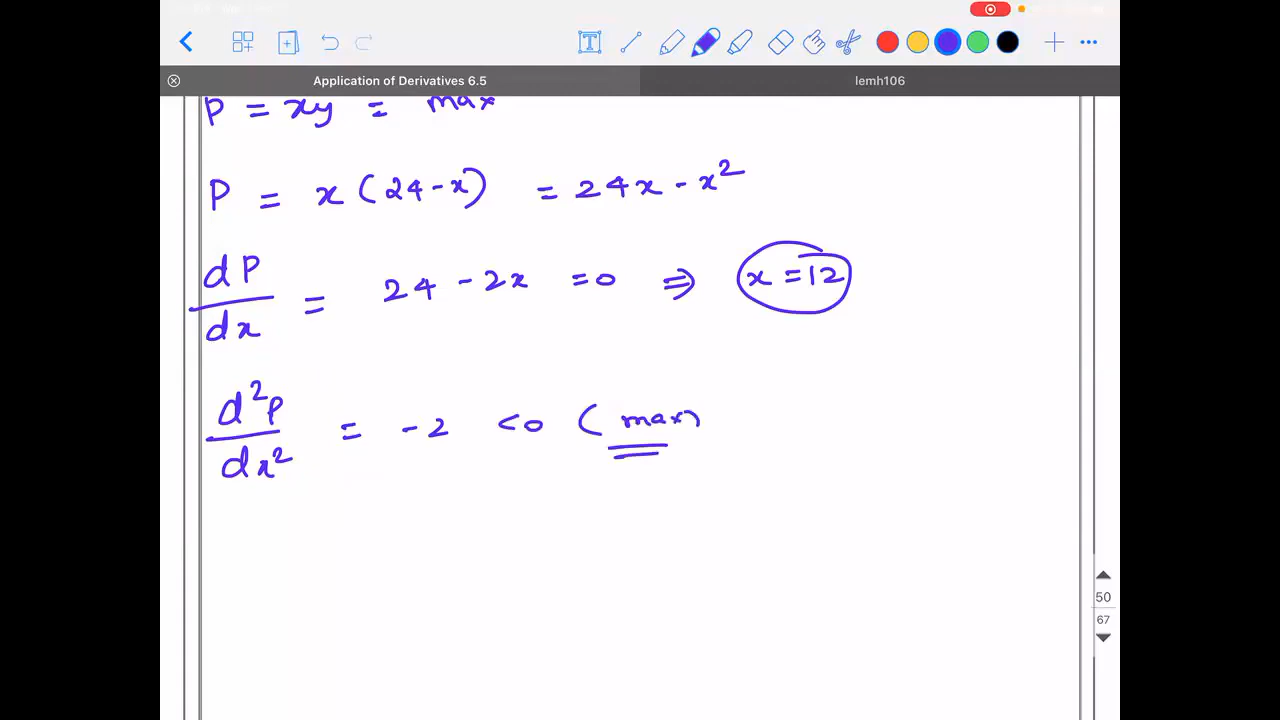 Application of Derivatives 6.5
lemh106
P = xy = max
P = x (24-x) = 24x - x²
dP/dx = 24 - 2x = 0 ⇒ x = 12
d²P/dx² = -2 <0 (max)
50
67